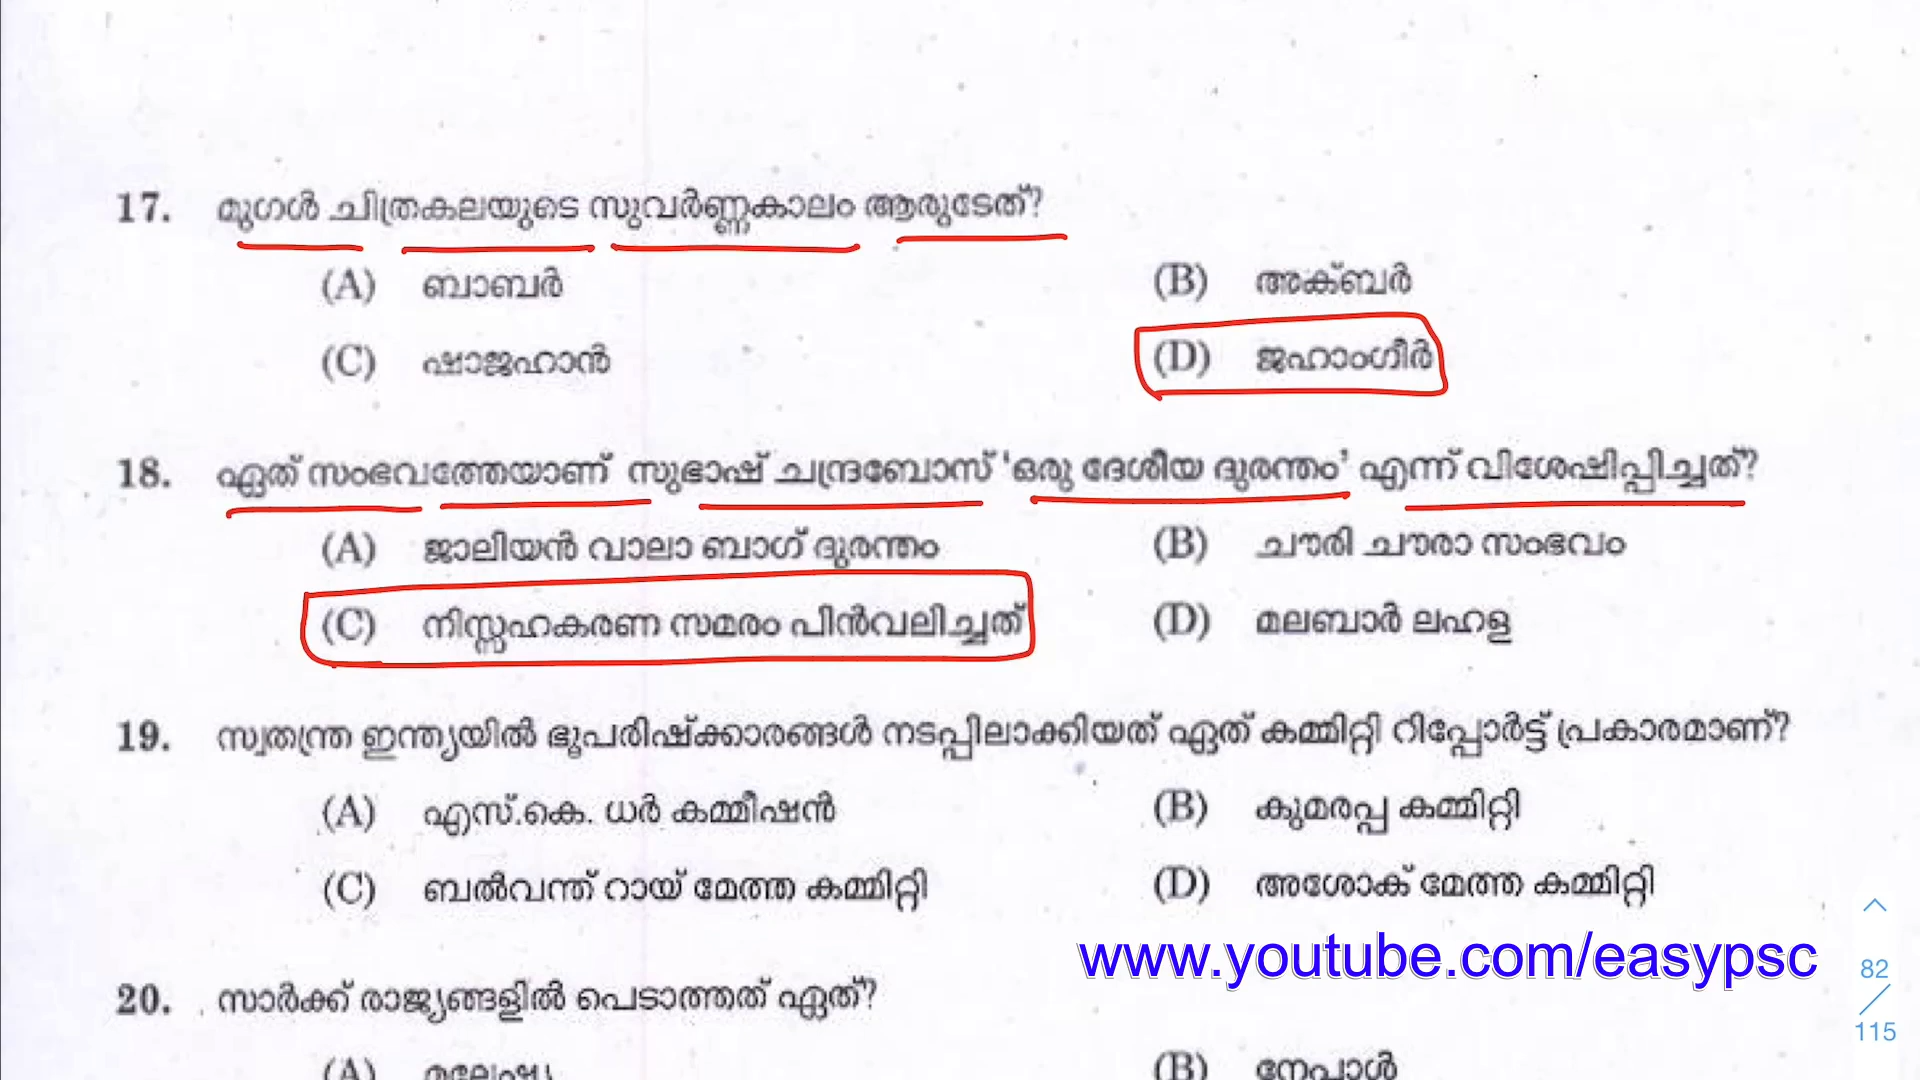 17. മുഗൾ ചിത്രകലയുടെ സുവർണ്ണകാലം ആരുടേത്?
(A) ബാബർ (B) അക്ബർ
(C) ഷാജഹാൻ (D) ജഹാംഗീർ
18. ഏത് സംഭവത്തേയാണ് സുഭാഷ് ചന്ദ്രബോസ് 'ഒരു ദേശീയ ദുരന്തം' എന്ന് വിശേഷിപ്പിച്ചത്?
(A) ജാലിയൻ വാലാ ബാഗ് ദുരന്തം (B) ചൗരി ചൗരാ സംഭവം
(C) നിസ്സഹകരണ സമരം പിൻവലിച്ചത് (D) മലബാർ ലഹള
19. സ്വതന്ത്ര ഇന്ത്യയിൽ ഭൂപരിഷ്ക്കാരങ്ങൾ നടപ്പിലാക്കിയത് ഏത് കമ്മിറ്റി റിപ്പോർട്ട് പ്രകാരമാണ്?
(A) എസ്.കെ. ധർ കമ്മീഷൻ (B) കുമരപ്പ കമ്മിറ്റി
(C) ബൽവന്ത് റായ് മേത്ത കമ്മിറ്റി (D) അശോക് മേത്ത കമ്മിറ്റി
www.youtube.com/easypsc
82
115
20. സാർക്ക് രാജ്യങ്ങളിൽ പെടാത്തത് ഏത്?
(A) മലേഷ്യ (B) നേപ്പാൾ